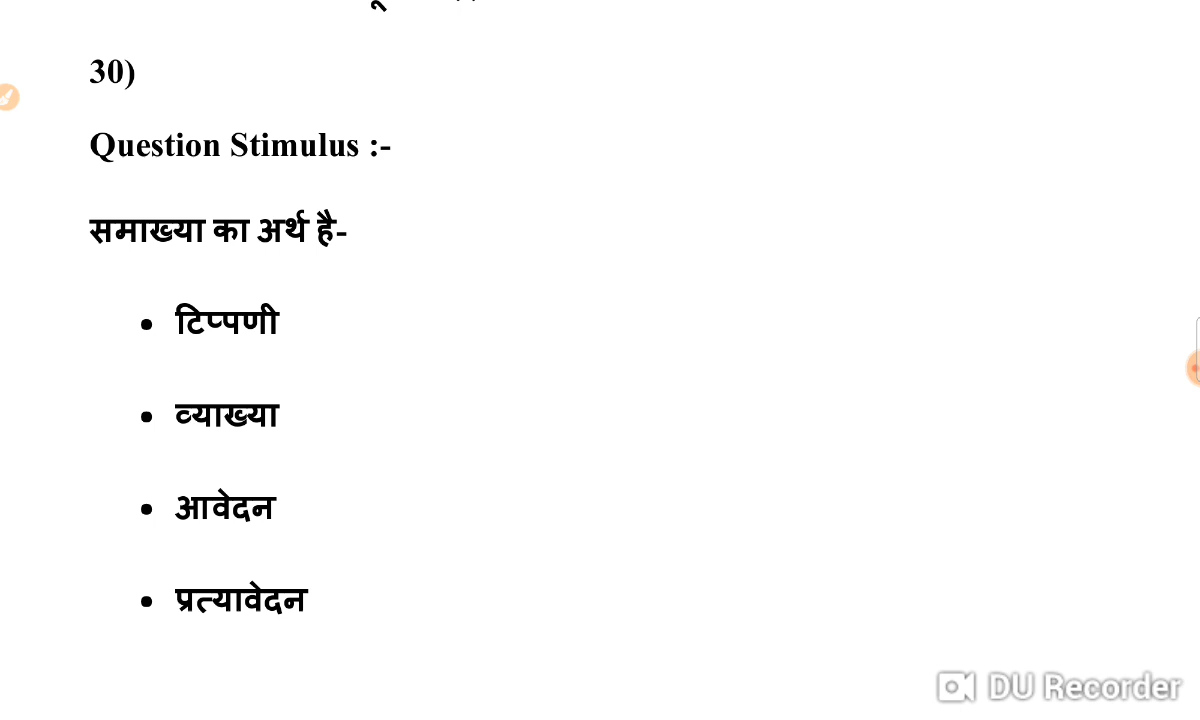 30)
Question Stimulus :-
समाख्या का अर्थ है-
• टिप्पणी
• व्याख्या
• आवेदन
• प्रत्यावेदन
DU Recorder